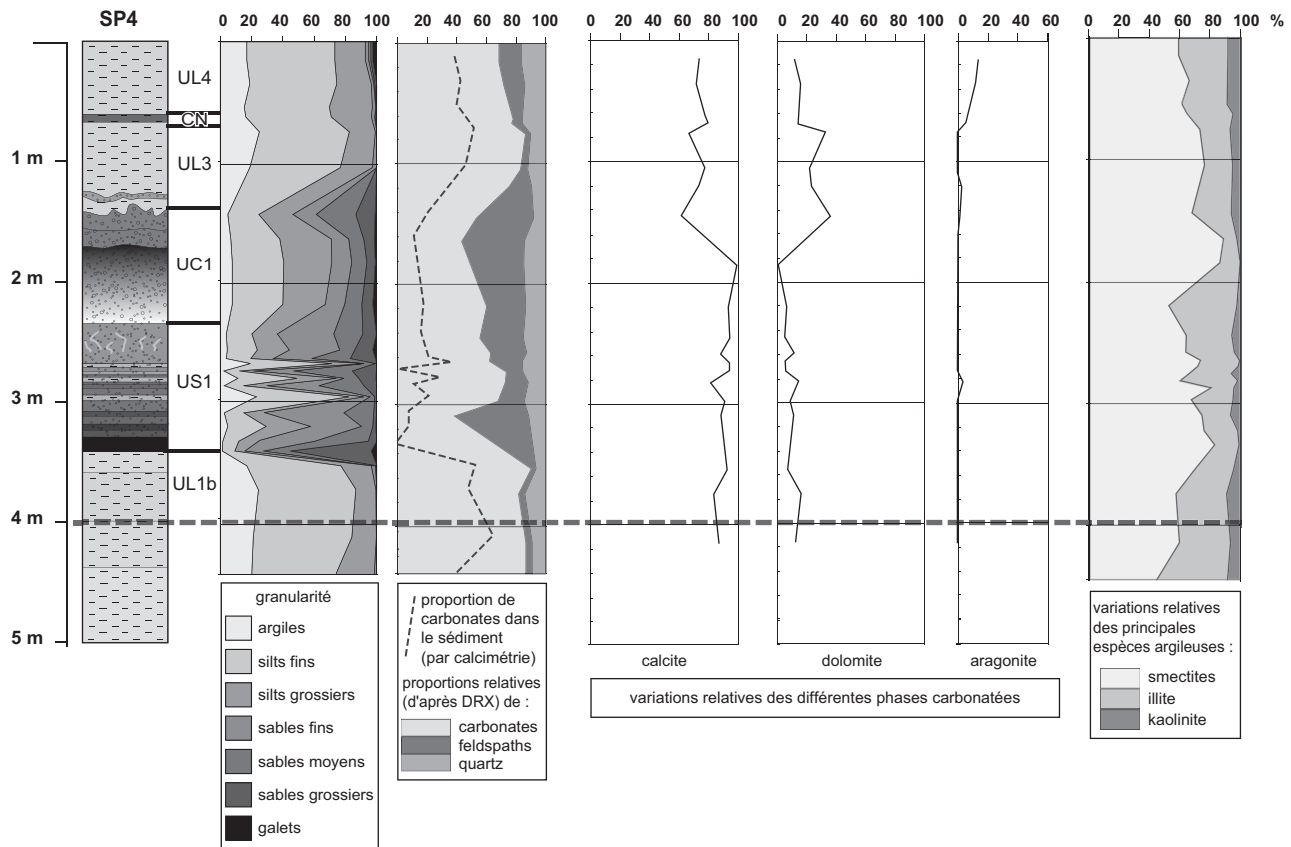 SP4
0 20 40 60 80 100
0 20 40 60 80 100
0 20 40 60 80 100
0 20 40 60 80 100
0 20 40 60
0 20 40 60 80 100 %
1 m
2 m
3 m
4 m
5 m
UL4
CN
UL3
UC1
US1
UL1b
granularité
argiles
silts fins
silts grossiers
sables fins
sables moyens
sables grossiers
galets
proportion de
carbonates dans
le sédiment
(par calcimétrie)
proportions relatives
(d'après DRX) de :
carbonates
feldspaths
quartz
calcite
dolomite
aragonite
variations relatives des différentes phases carbonatées
variations relatives
des principales
espèces argileuses :
smectites
illite
kaolinite